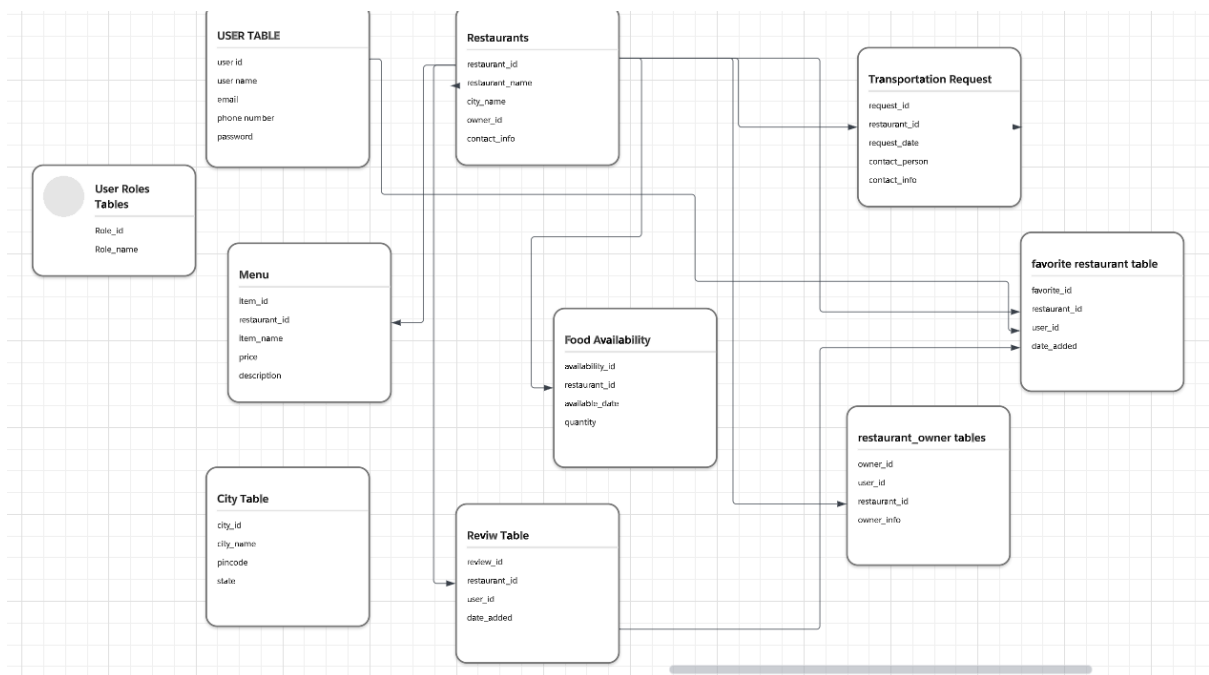 USER TABLE
user id
user name
email
phone number
password
Restaurants
restaurant_id
restaurant_name
city_name
owner_id
contact_info
Transportation Request
request_id
restaurant_id
request_date
contact_person
contact_info
User Roles
Tables
Role_id
Role_name
Menu
Item_id
restaurant_id
Item_name
price
description
Food Availability
availability_id
restaurant_id
available_date
quantity
favorite restaurant table
favorite_id
restaurant_id
user_id
date_added
restaurant_owner tables
owner_id
user_id
restaurant_id
owner_info
City Table
city_id
city_name
pincode
state
Reviw Table
review_id
restaurant_id
user_id
date_added